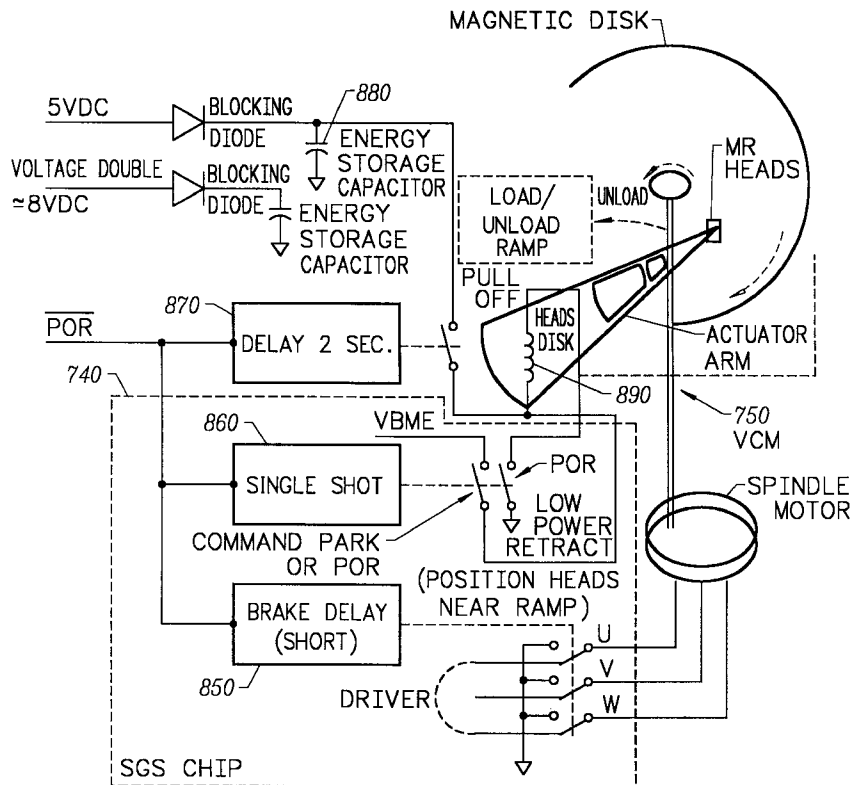 MAGNETIC DISK
880
5VDC
BLOCKING
DIODE
ENERGY
STORAGE
CAPACITOR
VOLTAGE DOUBLE
≃8VDC
BLOCKING
DIODE
ENERGY
STORAGE
CAPACITOR
LOAD/
UNLOAD
RAMP
UNLOAD
MR
HEADS
PULL
OFF
870
POR
DELAY 2 SEC.
HEADS
DISK
ACTUATOR
ARM
890
740
750
VCM
860
VBME
SINGLE SHOT
POR
SPINDLE
MOTOR
COMMAND PARK
OR POR
LOW
POWER
RETRACT
(POSITION HEADS
NEAR RAMP)
BRAKE DELAY
(SHORT)
850
U
V
W
DRIVER
SGS CHIP